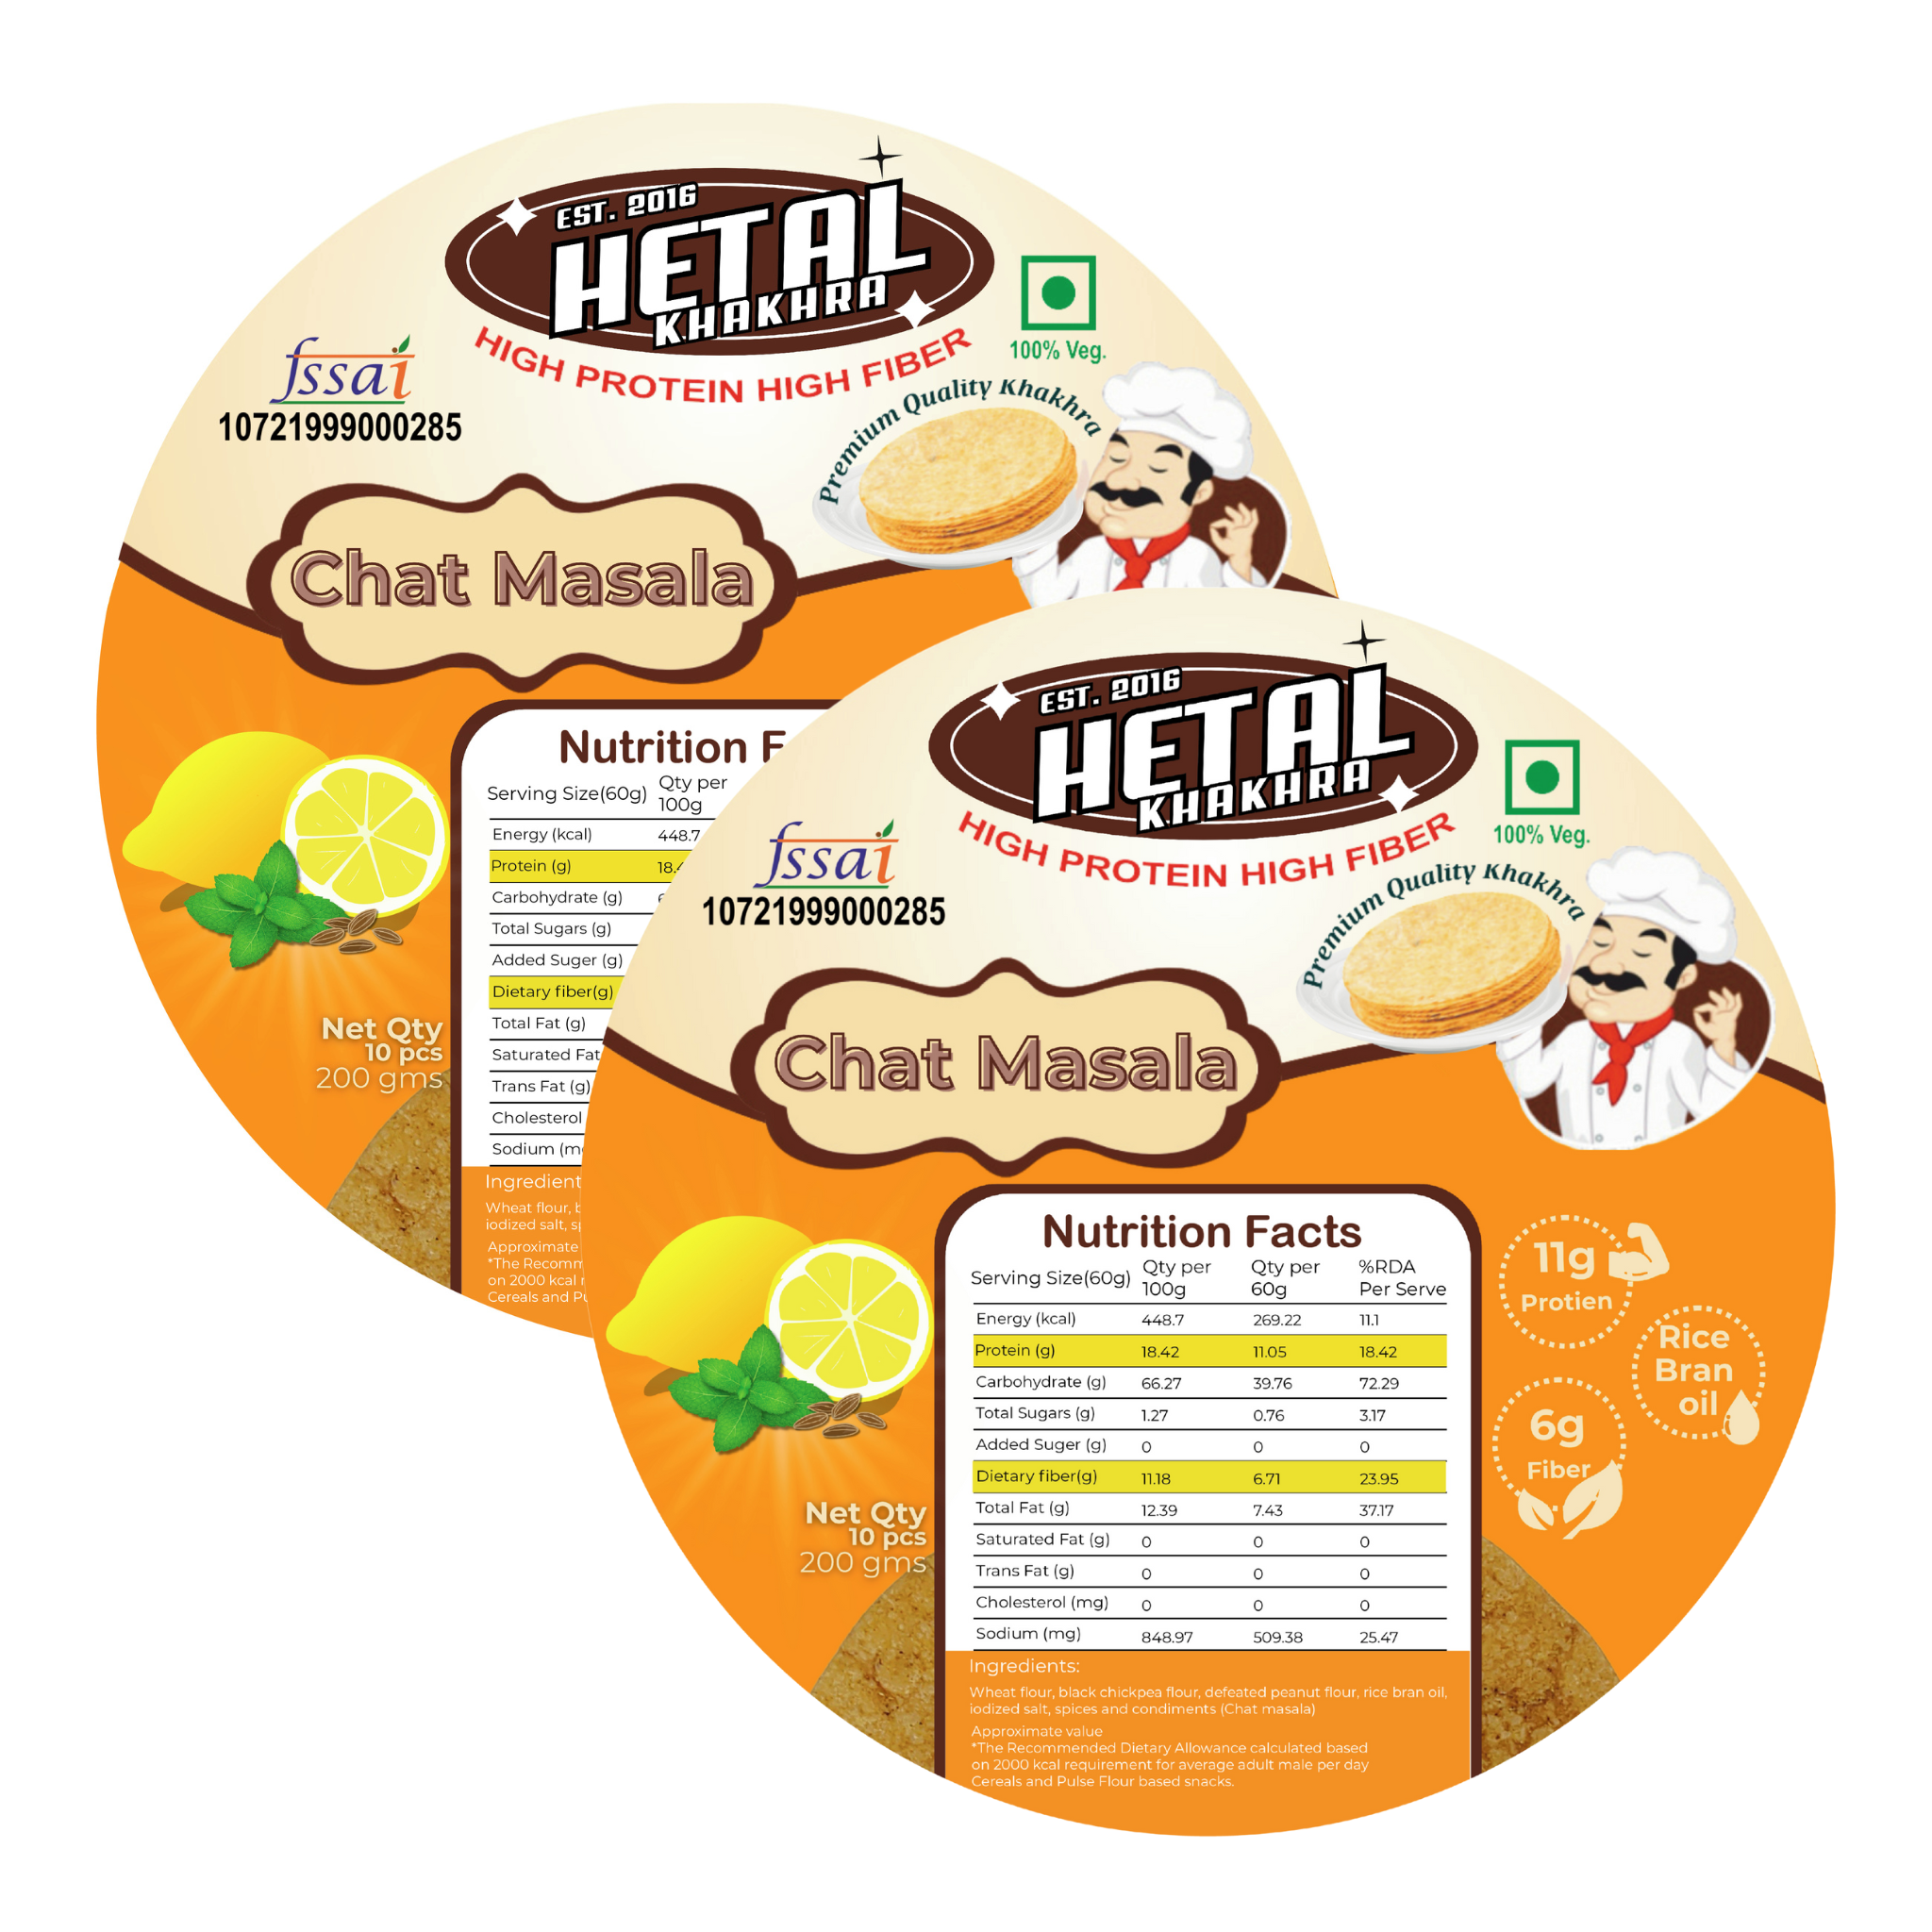 EST. 2016
HETAL
KHAKHRA
HIGH PROTEIN HIGH FIBER
100% Veg.
fssai
10721999000285
Premium Quality Khakhra
Chat Masala
Nutrition F
Serving Size(60g) Qty per 100g
Energy (kcal) 448.7
Protein (g) 18.4
Carbohydrate (g)
Total Sugars (g)
Added Suger (g)
Dietary fiber(g)
Total Fat (g)
Saturated Fat
Trans Fat (g)
Cholesterol
Sodium (m
Net Qty
10 pcs
200 gms
Ingredient
Wheat flour,
iodized salt,
Approximate
*The Recomm
on 2000 kcal
Cereals and
EST. 2016
HETAL
KHAKHRA
HIGH PROTEIN HIGH FIBER
100% Veg.
fssai
10721999000285
Premium Quality Khakhra
Chat Masala
Nutrition Facts
Serving Size(60g) Qty per 100g Qty per 60g %RDA Per Serve
Energy (kcal) 448.7 269.22 11.1
Protein (g) 18.42 11.05 18.42
Carbohydrate (g) 66.27 39.76 72.29
Total Sugars (g) 1.27 0.76 3.17
Added Suger (g) 0 0 0
Dietary fiber(g) 11.18 6.71 23.95
Total Fat (g) 12.39 7.43 37.17
Saturated Fat (g) 0 0 0
Trans Fat (g) 0 0 0
Cholesterol (mg) 0 0 0
Sodium (mg) 848.97 509.38 25.47
Ingredients:
Wheat flour, black chickpea flour, defeated peanut flour, rice bran oil,
iodized salt, spices and condiments (Chat masala)
Approximate value
*The Recommended Dietary Allowance calculated based
on 2000 kcal requirement for average adult male per day
Cereals and Pulse Flour based snacks.
Net Qty
10 pcs
200 gms
11g
Protien
Rice
Bran
oil
6g
Fiber